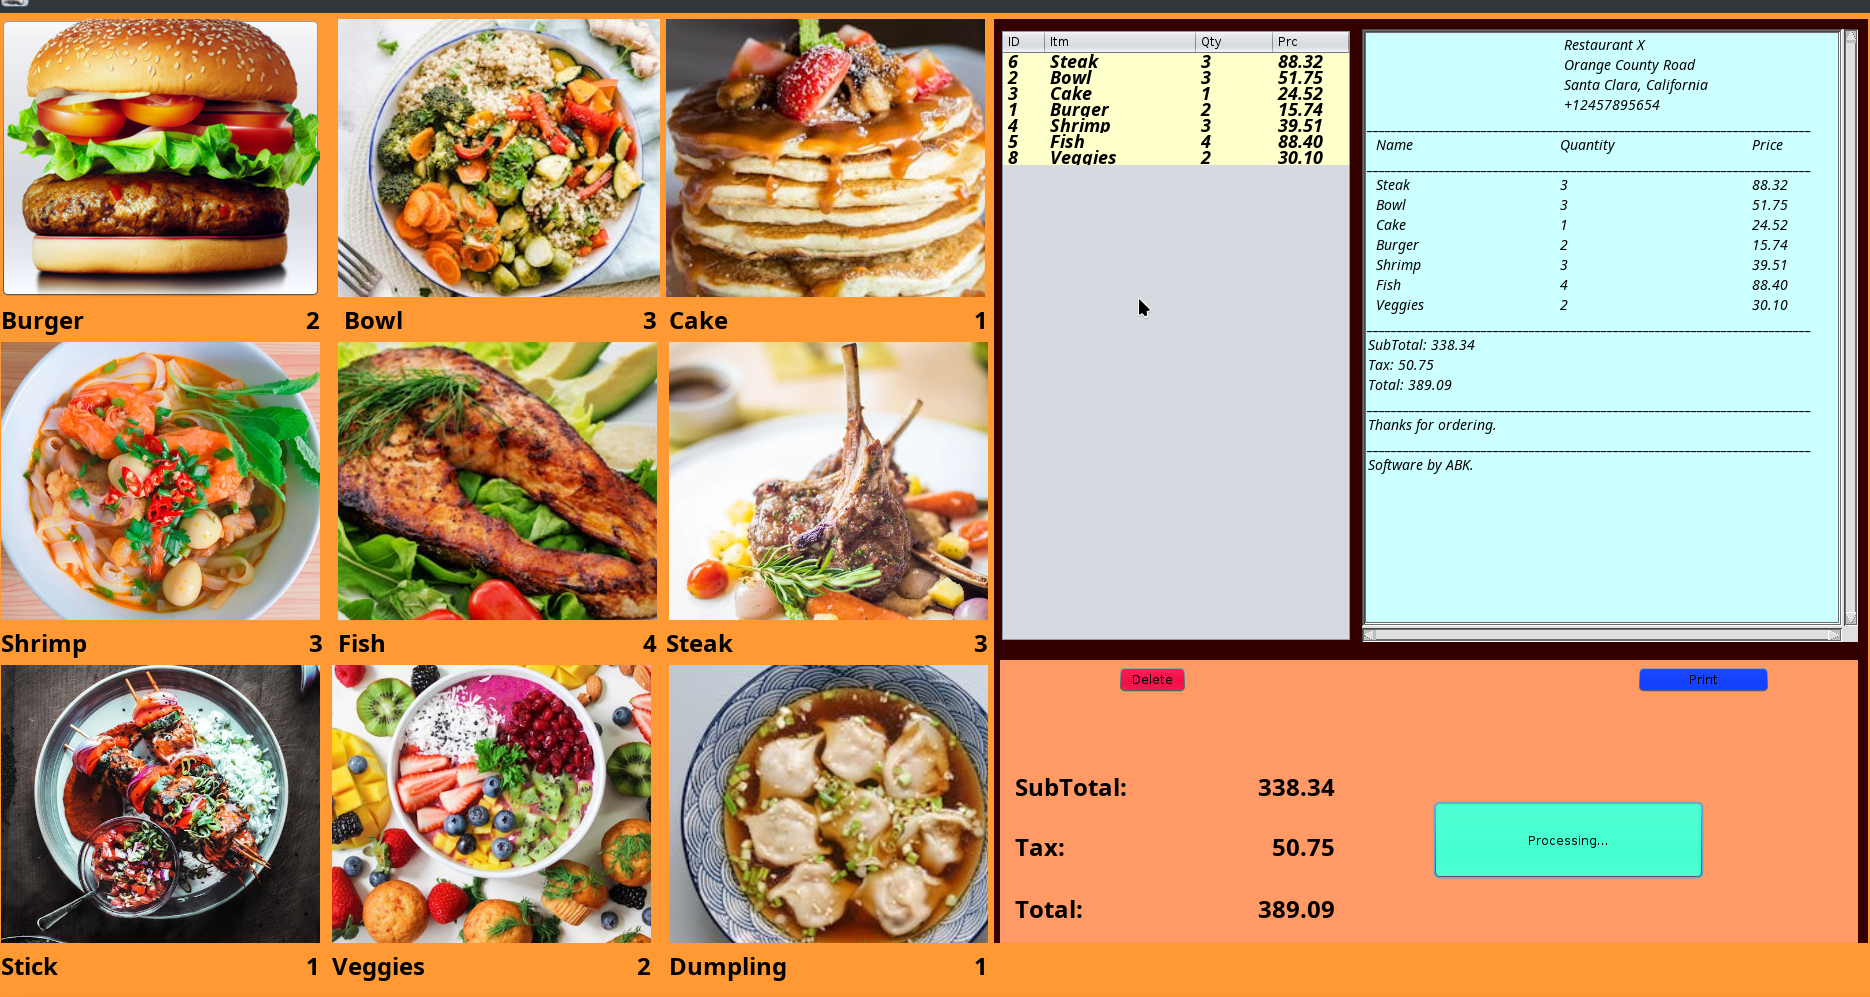 Burger 2
Bowl 3
Cake 1
Shrimp 3
Fish 4
Steak 3
Stick 1
Veggies 2
Dumpling 1
ID Itm Qty Prc
6 Steak 3 88.32
2 Bowl 3 51.75
3 Cake 1 24.52
1 Burger 2 15.74
4 Shrimp 3 39.51
5 Fish 4 88.40
8 Veggies 2 30.10
Restaurant X
Orange County Road
Santa Clara, California
+12457895654
Name Quantity Price
Steak 3 88.32
Bowl 3 51.75
Cake 1 24.52
Burger 2 15.74
Shrimp 3 39.51
Fish 4 88.40
Veggies 2 30.10
SubTotal: 338.34
Tax: 50.75
Total: 389.09
Thanks for ordering.
Software by ABK.
Delete
Print
SubTotal: 338.34
Tax: 50.75
Total: 389.09
Processing...